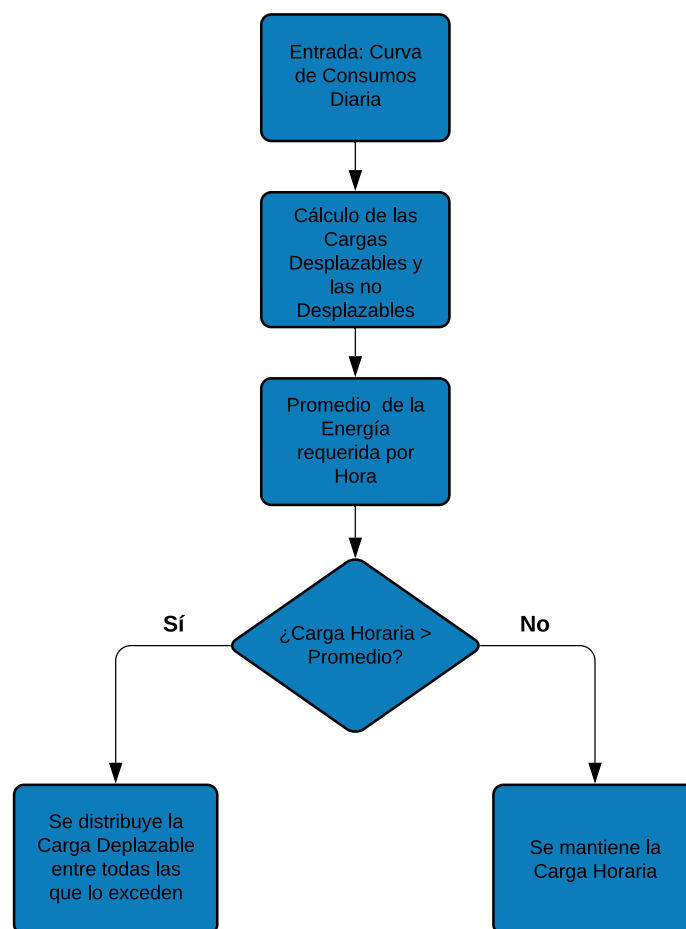 Entrada: Curva
de Consumos
Diaria
Cálculo de las
Cargas
Desplazables y
las no
Desplazables
Promedio de la
Energía
requerida por
Hora
¿Carga Horaria >
Promedio?
Sí
No
Se distribuye la
Carga Deplazable
entre todas las
que lo exceden
Se mantiene la
Carga Horaria